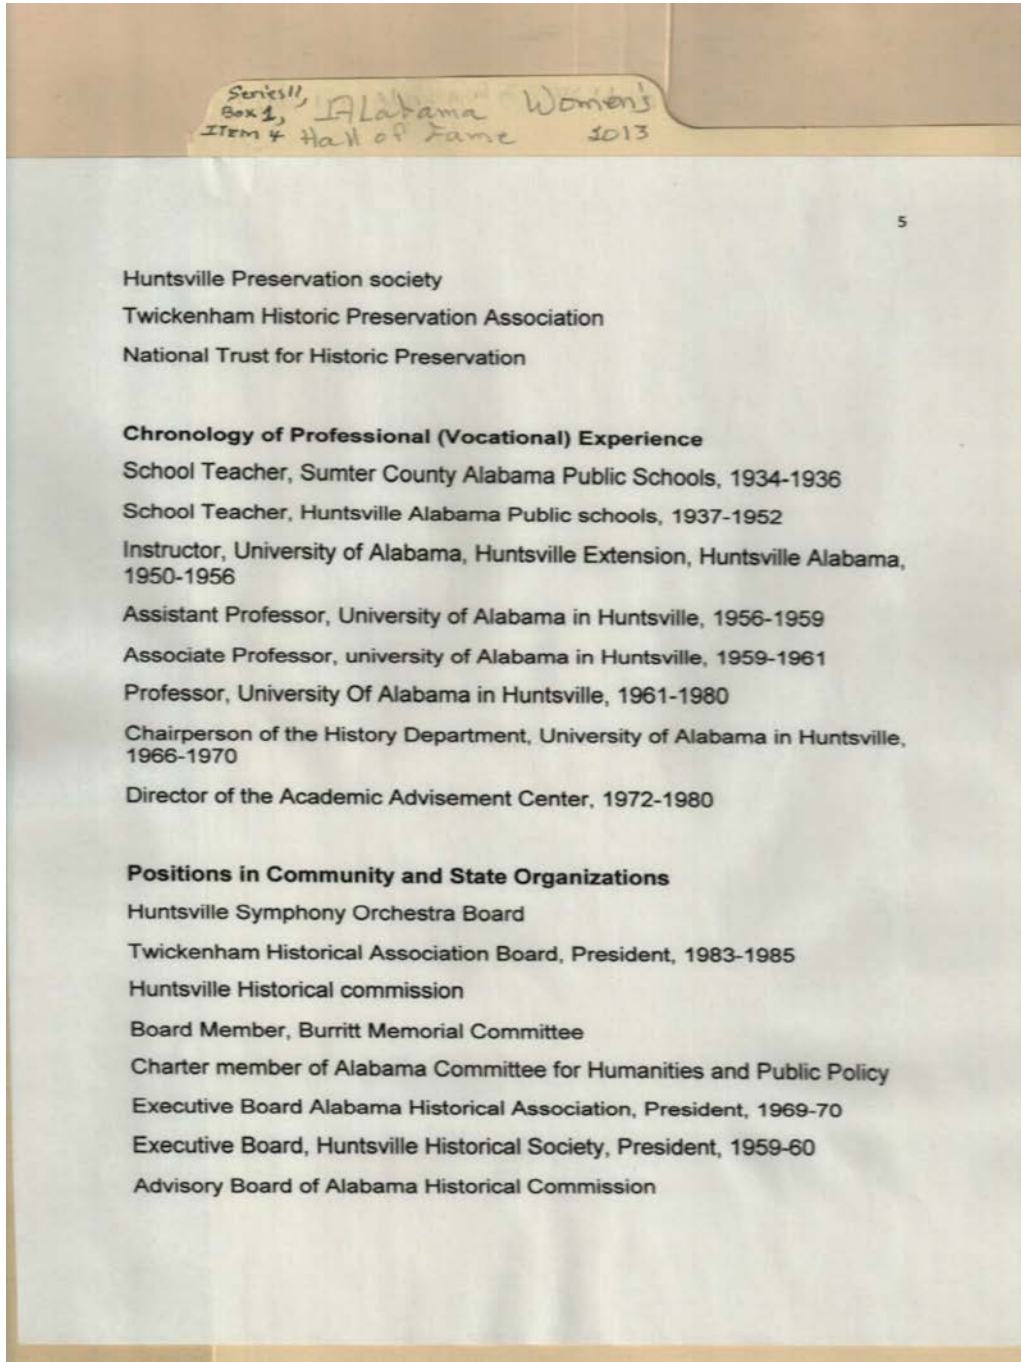 Series II,
Box 1, Alabama Women's
ITEM 4 Hall of Fame 2013
5
Huntsville Preservation society
Twickenham Historic Preservation Association
National Trust for Historic Preservation
Chronology of Professional (Vocational) Experience
School Teacher, Sumter County Alabama Public Schools, 1934-1936
School Teacher, Huntsville Alabama Public schools, 1937-1952
Instructor, University of Alabama, Huntsville Extension, Huntsville Alabama,
1950-1956
Assistant Professor, University of Alabama in Huntsville, 1956-1959
Associate Professor, university of Alabama in Huntsville, 1959-1961
Professor, University Of Alabama in Huntsville, 1961-1980
Chairperson of the History Department, University of Alabama in Huntsville,
1966-1970
Director of the Academic Advisement Center, 1972-1980
Positions in Community and State Organizations
Huntsville Symphony Orchestra Board
Twickenham Historical Association Board, President, 1983-1985
Huntsville Historical commission
Board Member, Burritt Memorial Committee
Charter member of Alabama Committee for Humanities and Public Policy
Executive Board Alabama Historical Association, President, 1969-70
Executive Board, Huntsville Historical Society, President, 1959-60
Advisory Board of Alabama Historical Commission